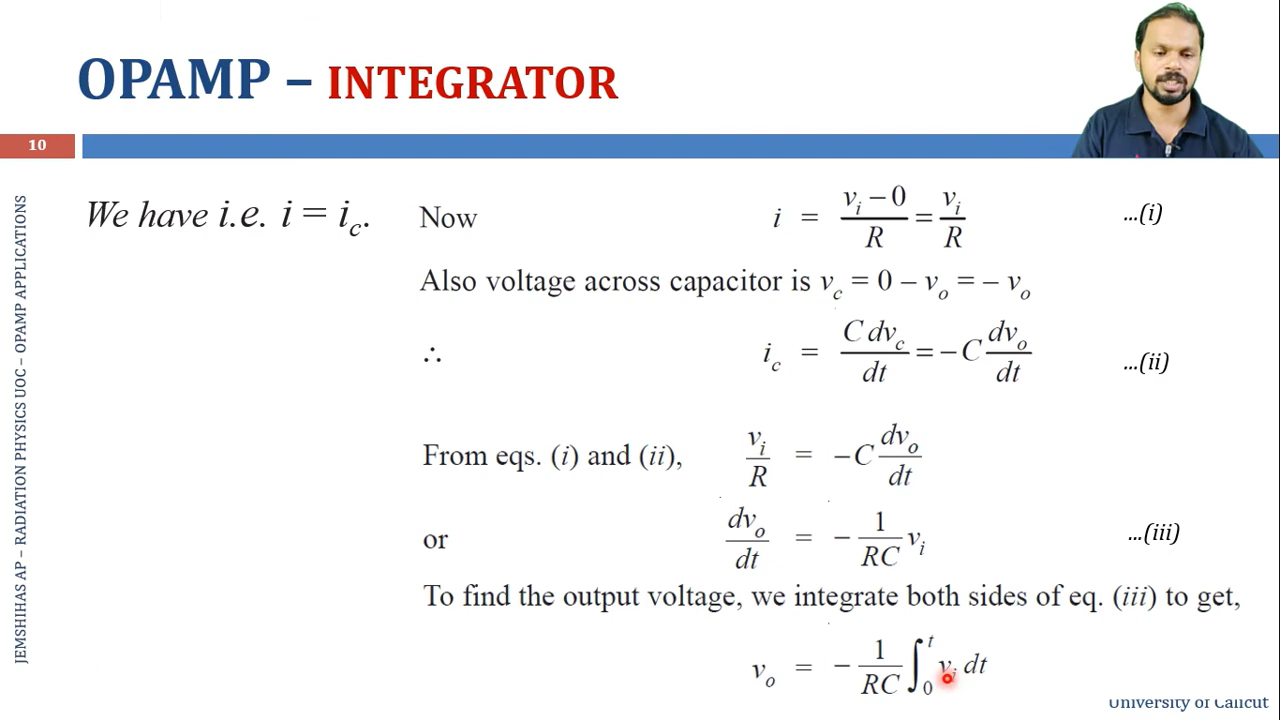 OPAMP – INTEGRATOR
10
JEMSHIHAS AP – RADIATION PHYSICS UOC – OPAMP APPLICATIONS
We have i.e. i = i_c. Now i = (v_i – 0)/R = v_i/R ...(i)
Also voltage across capacitor is v_c = 0 – v_o = – v_o
∴ i_c = C dv_c/dt = – C dv_o/dt ...(ii)
From eqs. (i) and (ii), v_i/R = – C dv_o/dt
or dv_o/dt = – 1/RC v_i ...(iii)
To find the output voltage, we integrate both sides of eq. (iii) to get,
v_o = – 1/RC ∫_0^t v_i dt
University of Calicut